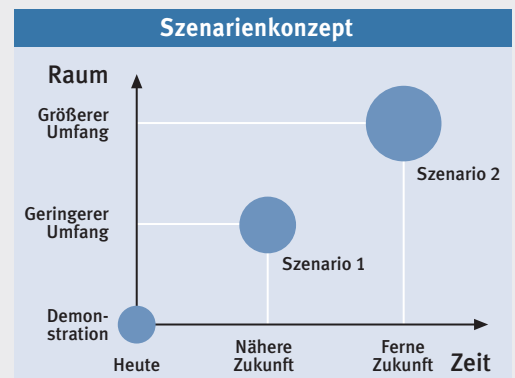 Szenarienkonzept
Raum
Größerer
Umfang
Szenario 2
Geringerer
Umfang
Szenario 1
Demon-
stration
Heute
Nähere
Zukunft
Ferne
Zukunft
Zeit